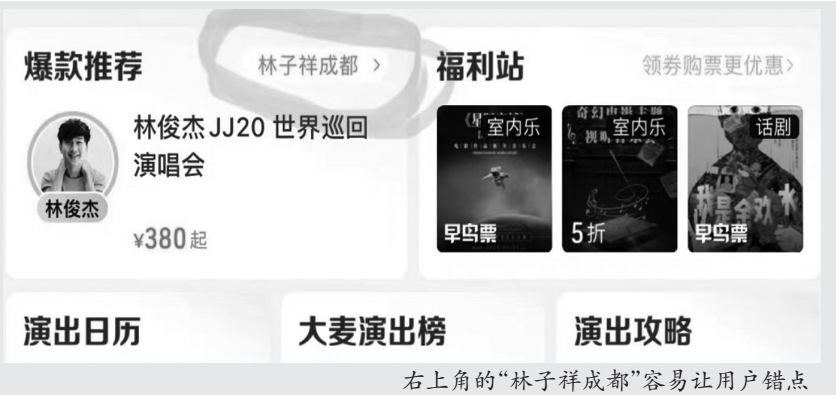 爆款推荐
林子祥成都 >
林俊杰JJ20 世界巡回
演唱会
林俊杰
¥380起
福利站
领券购票更优惠>
室内乐
早鸟票
室内乐
5折
话剧
早鸟票
演出日历
大麦演出榜
演出攻略
右上角的“林子祥成都”容易让用户错点